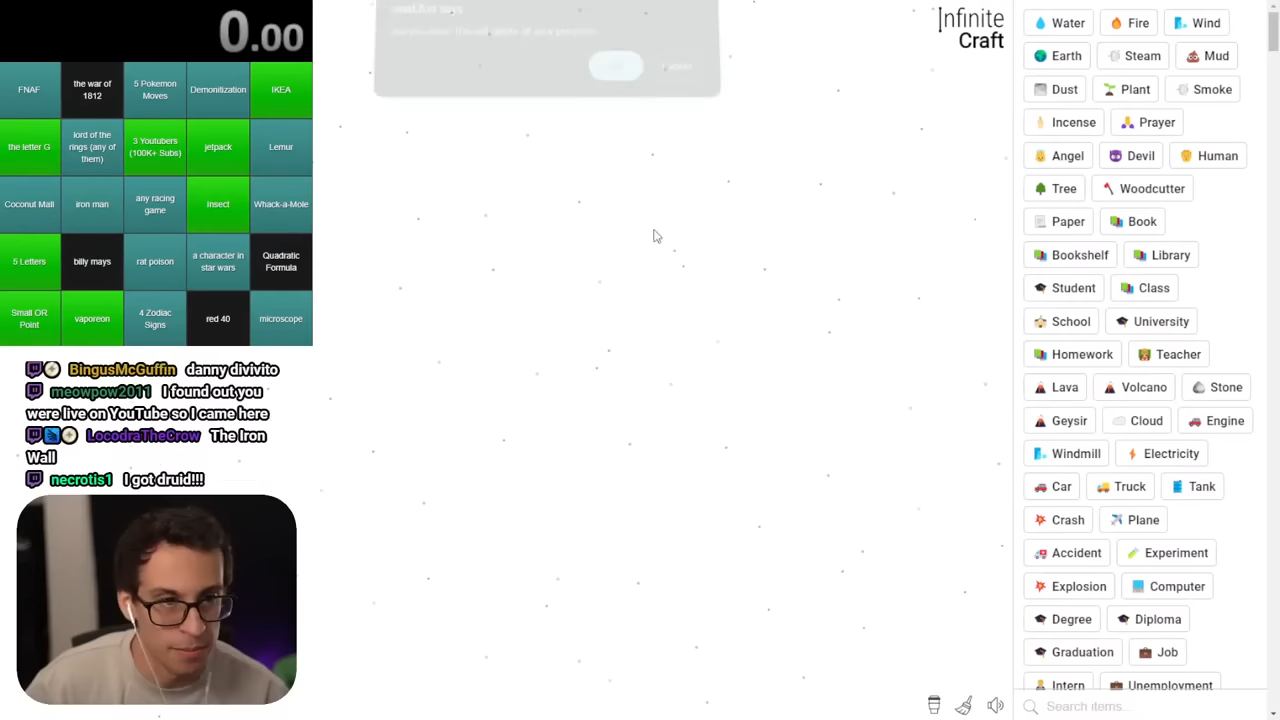 0.00
FNAF
the war of
1812
5 Pokemon
Moves
Demonitization
IKEA
the letter G
lord of the
rings (any of
them)
3 Youtubers
(100K+ Subs)
jetpack
Lemur
Coconut Mall
iron man
any racing
game
Insect
Whack-a-Mole
5 Letters
billy mays
rat poison
a character in
star wars
Quadratic
Formula
Small OR
Point
vaporeon
4 Zodiac
Signs
red 40
microscope
BingusMcGuffin danny divivito
meowpow2011 I found out you
were live on YouTube so I came here
LocodraTheCrow The Iron
Wall
necrotis1 I got druid!!!
Infinite
Craft
Water Fire Wind
Earth Steam Mud
Dust Plant Smoke
Incense Prayer
Angel Devil Human
Tree Woodcutter
Paper Book
Bookshelf Library
Student Class
School University
Homework Teacher
Lava Volcano Stone
Geysir Cloud Engine
Windmill Electricity
Car Truck Tank
Crash Plane
Accident Experiment
Explosion Computer
Degree Diploma
Graduation Job
Intern Unemployment
Search items...